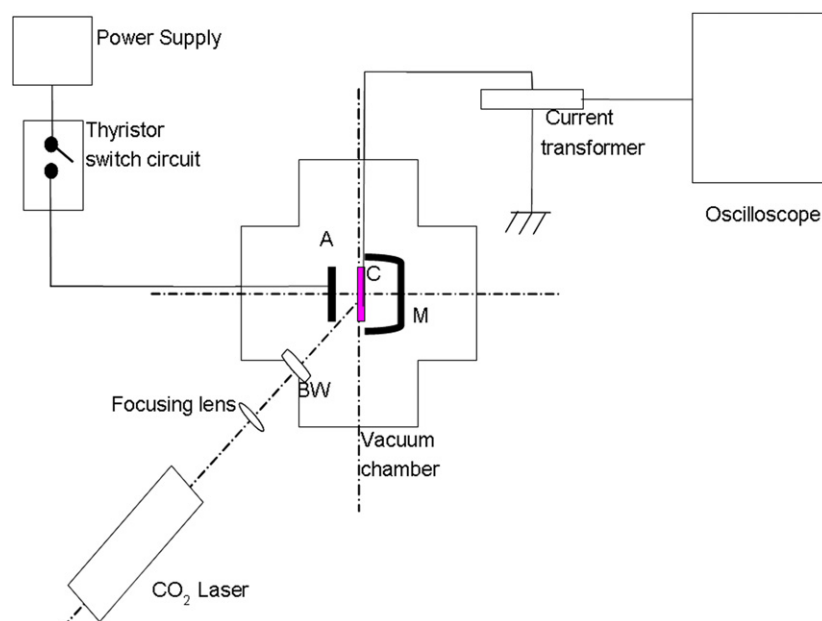 Power Supply
Thyristor
switch circuit
Current
transformer
Oscilloscope
A
C
M
BW
Focusing lens
Vacuum
chamber
CO₂ Laser